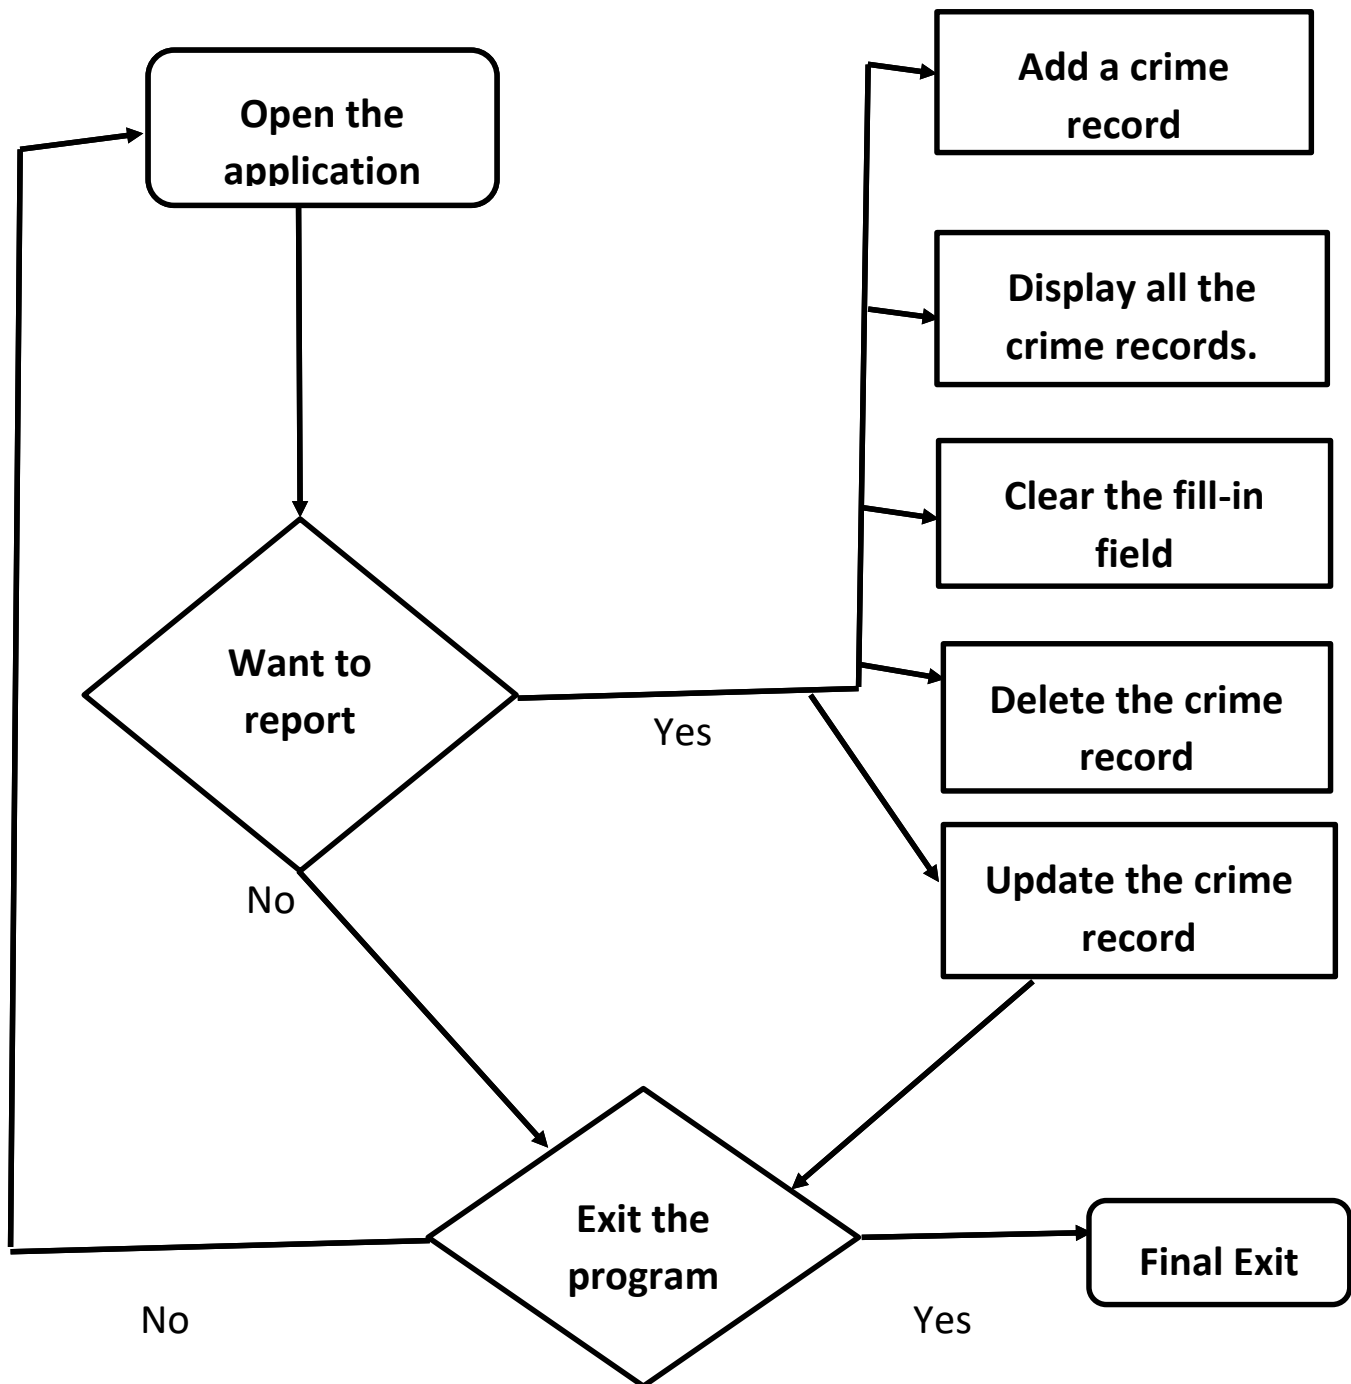 Open the
application
Add a crime
record
Display all the
crime records.
Clear the fill-in
field
Want to
report
Yes
Delete the crime
record
No
Update the crime
record
Exit the
program
Final Exit
No
Yes